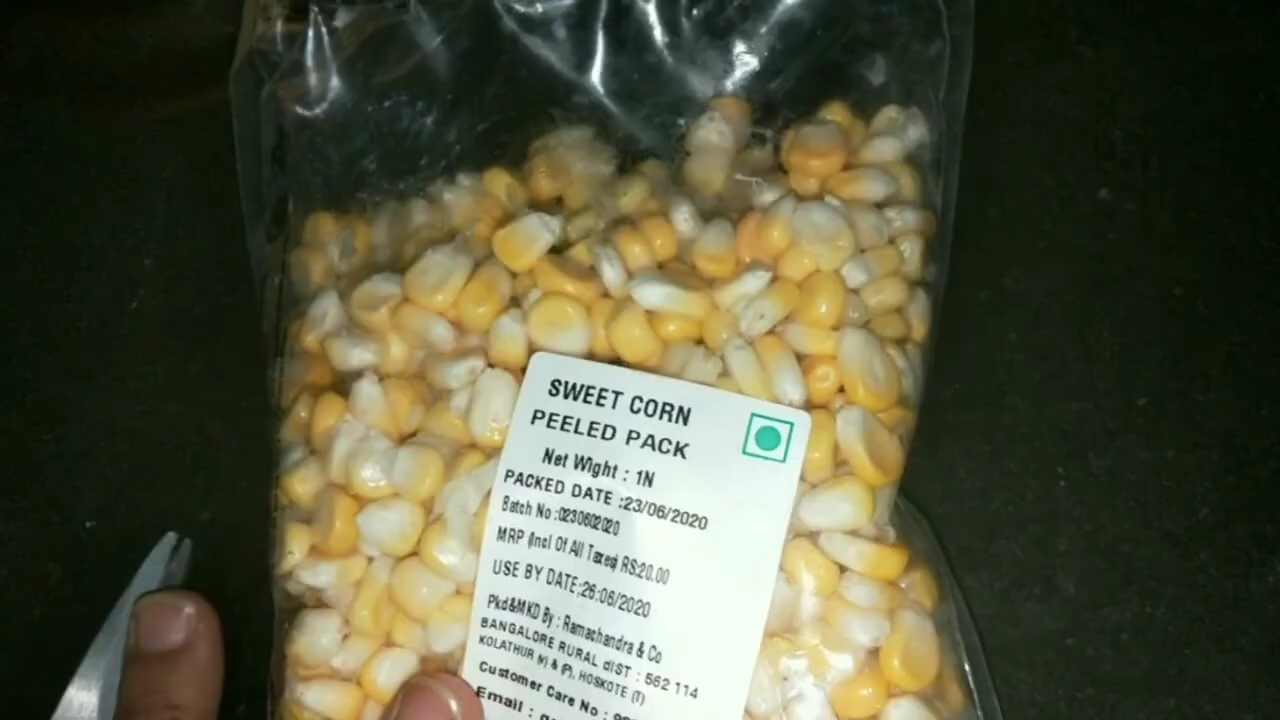 SWEET CORN
PEELED PACK
Net Wight : 1N
PACKED DATE :23/06/2020
Batch No :0230602020
MRP (Incl Of All Taxes) RS:20.00
USE BY DATE;26:06/2020
Pkd&MKD By : Ramachandra & Co
BANGALORE RURAL dIST : 562 114
KOLATHUR (v) & (P), HOSKOTE (T)
Customer Care No :
Email :